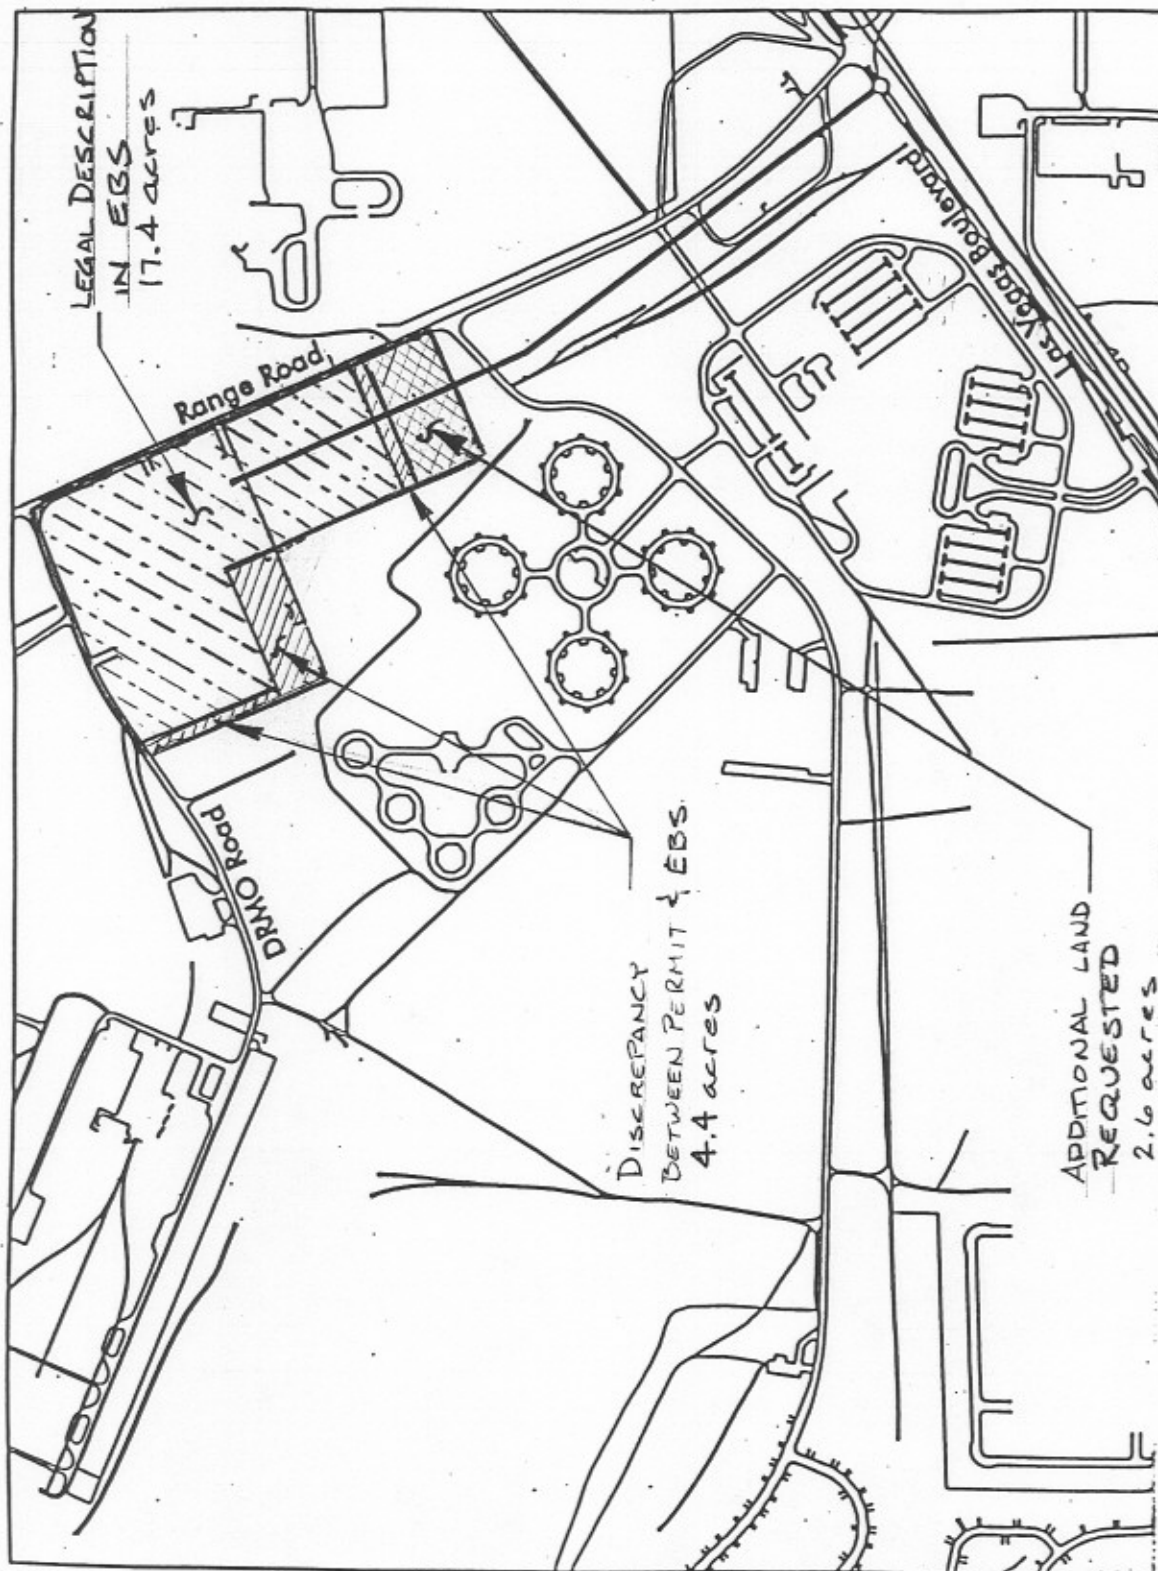 LEGAL DESCRIPTION
IN EBS
17.4 acres
Range Road
Las Vegas Boulevard
DRMO Road
DISCREPANCY
BETWEEN PERMIT & EBS
4.4 acres
ADDITIONAL LAND
REQUESTED
2.6 acres